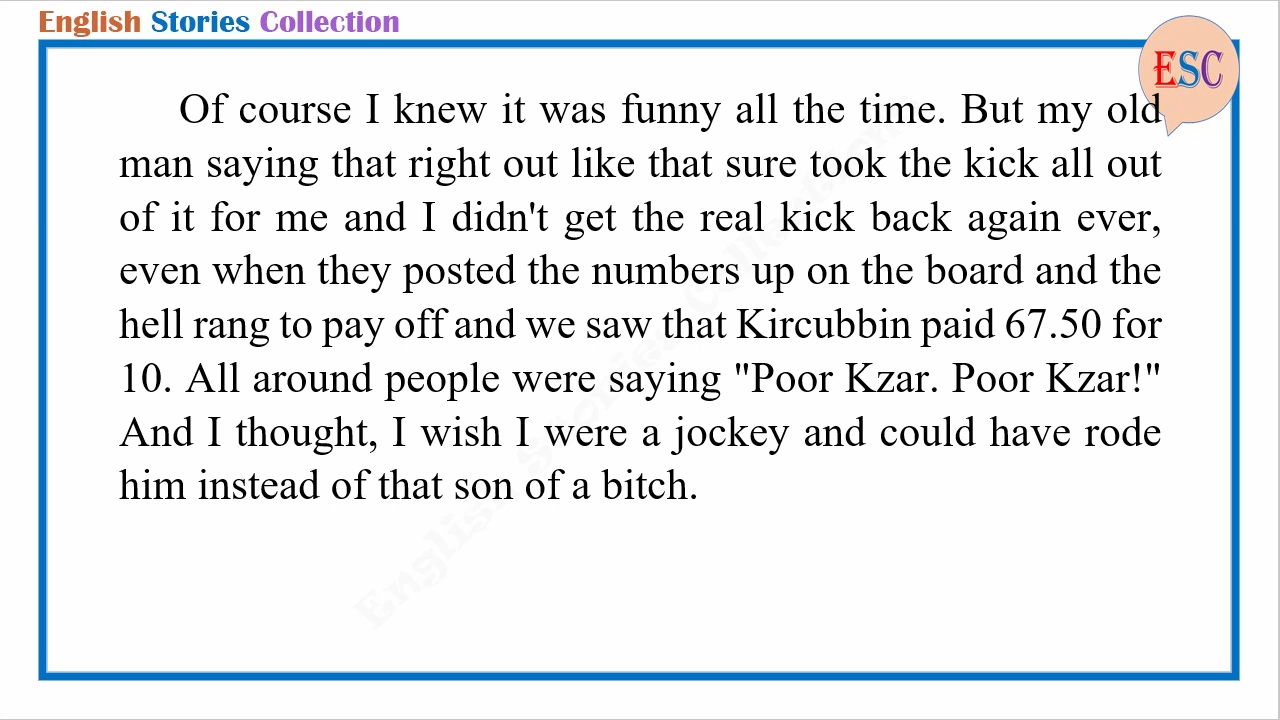 English Stories Collection
ESC
Of course I knew it was funny all the time. But my old
man saying that right out like that sure took the kick all out
of it for me and I didn't get the real kick back again ever,
even when they posted the numbers up on the board and the
hell rang to pay off and we saw that Kircubbin paid 67.50 for
10. All around people were saying "Poor Kzar. Poor Kzar!"
And I thought, I wish I were a jockey and could have rode
him instead of that son of a bitch.
English Stories Collection